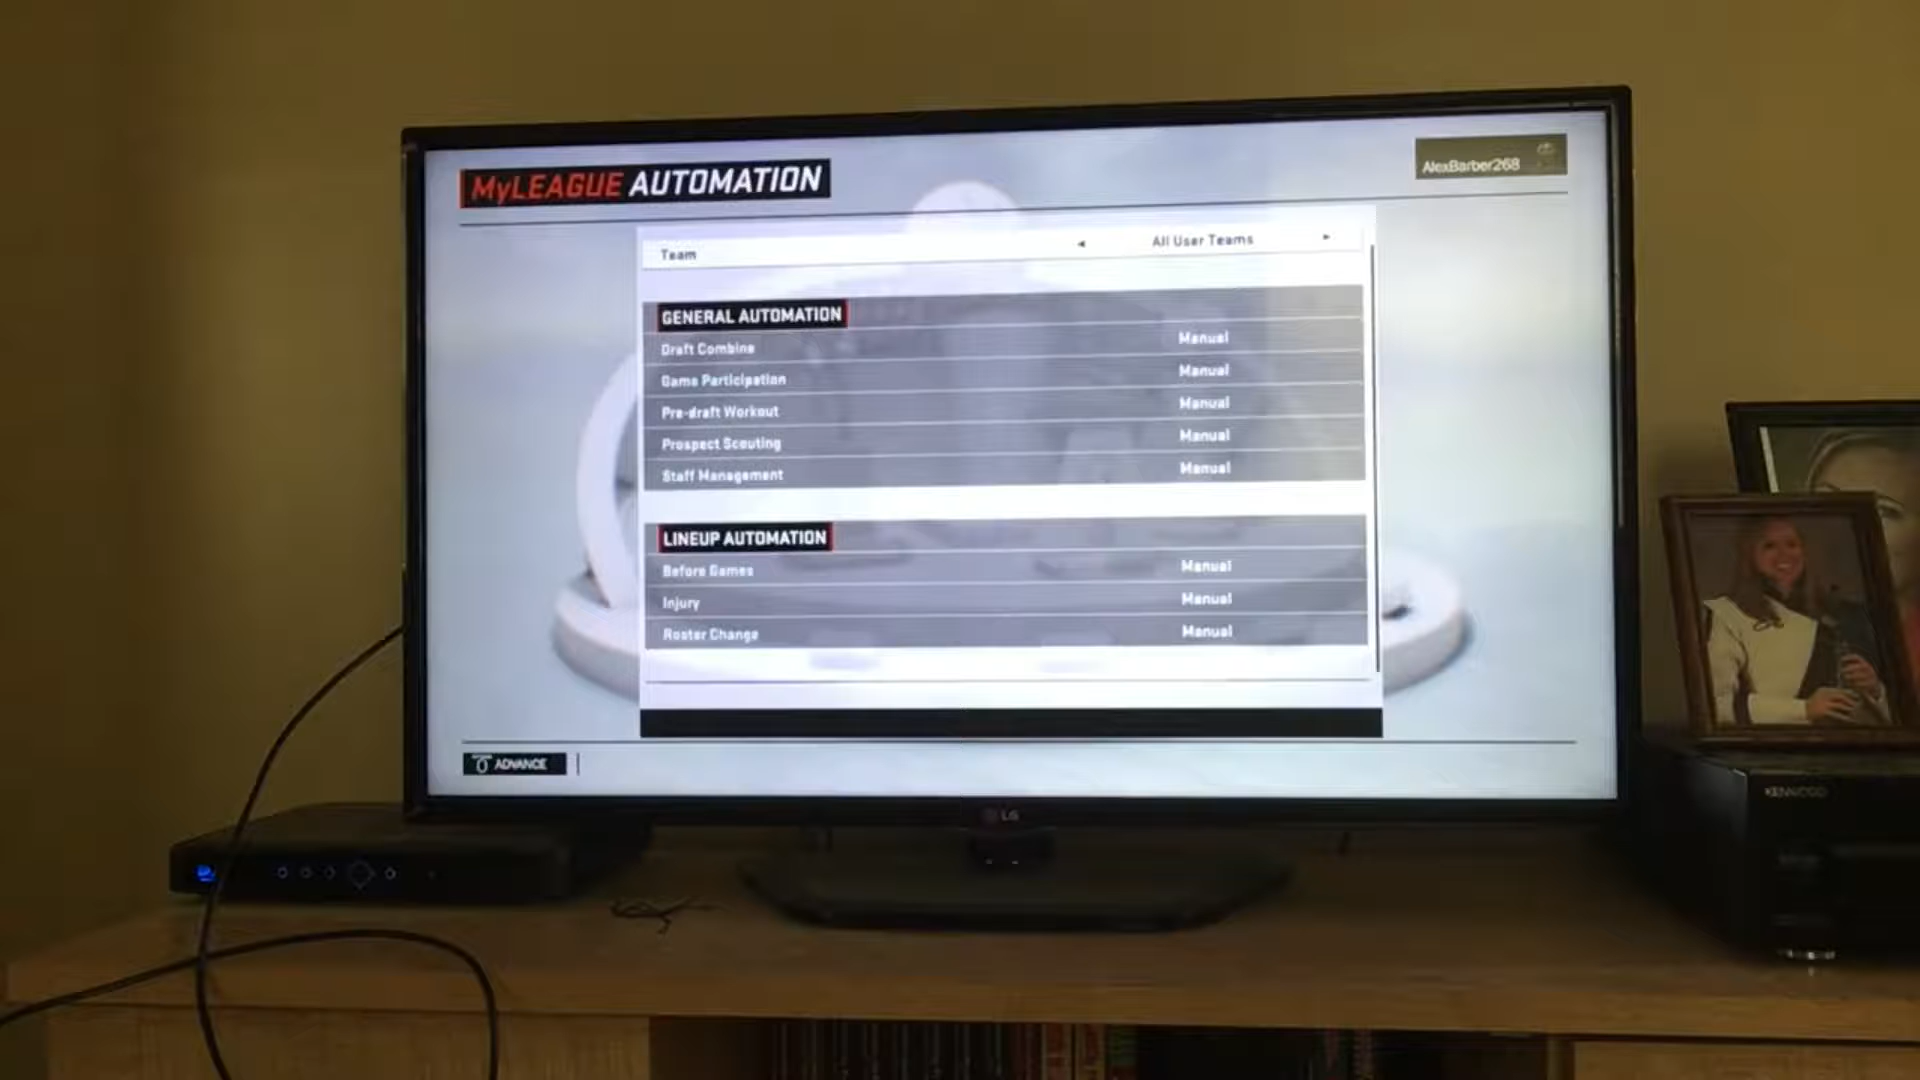 MyLEAGUE AUTOMATION
AlexBarber268
Team All User Teams
GENERAL AUTOMATION
Draft Combine Manual
Game Participation Manual
Pre-draft Workout Manual
Prospect Scouting Manual
Staff Management Manual
LINEUP AUTOMATION
Before Games Manual
Injury Manual
Roster Change Manual
ADVANCE
LG
KENWOOD